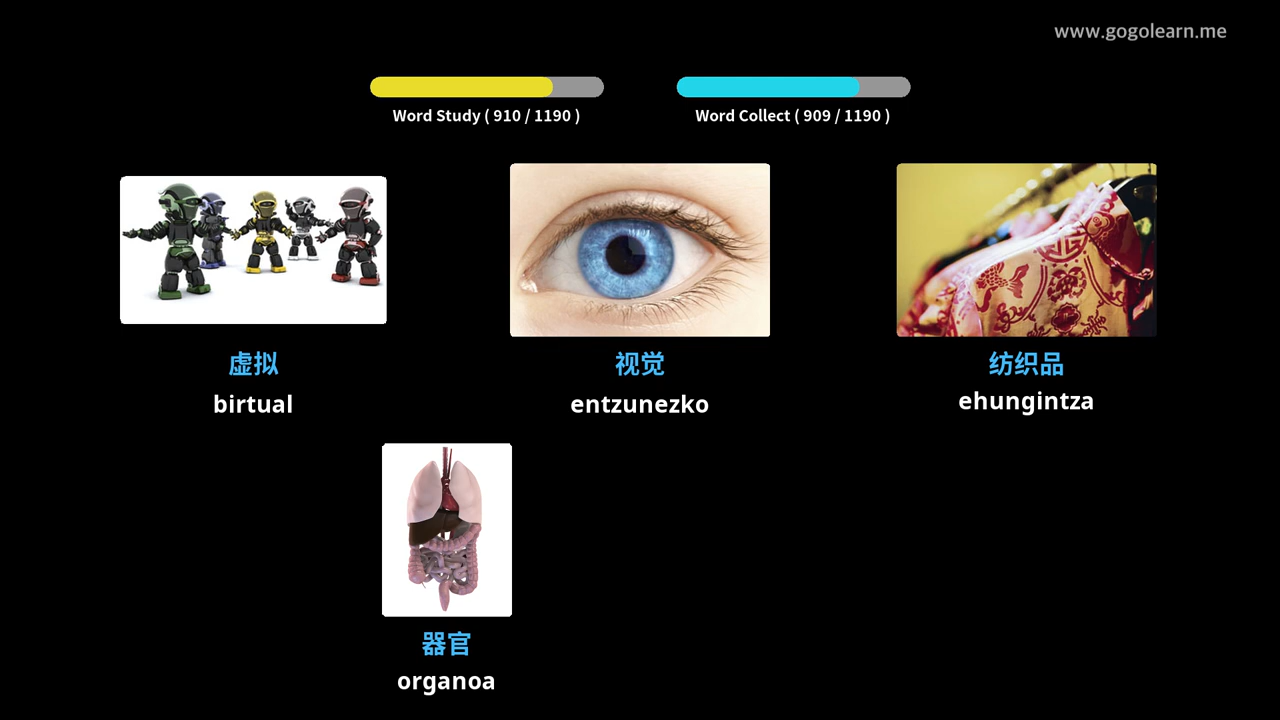 www.gogolearn.me
Word Study ( 910 / 1190 )
Word Collect ( 909 / 1190 )
虚拟
birtual
视觉
entzunezko
纺织品
ehungintza
器官
organoa